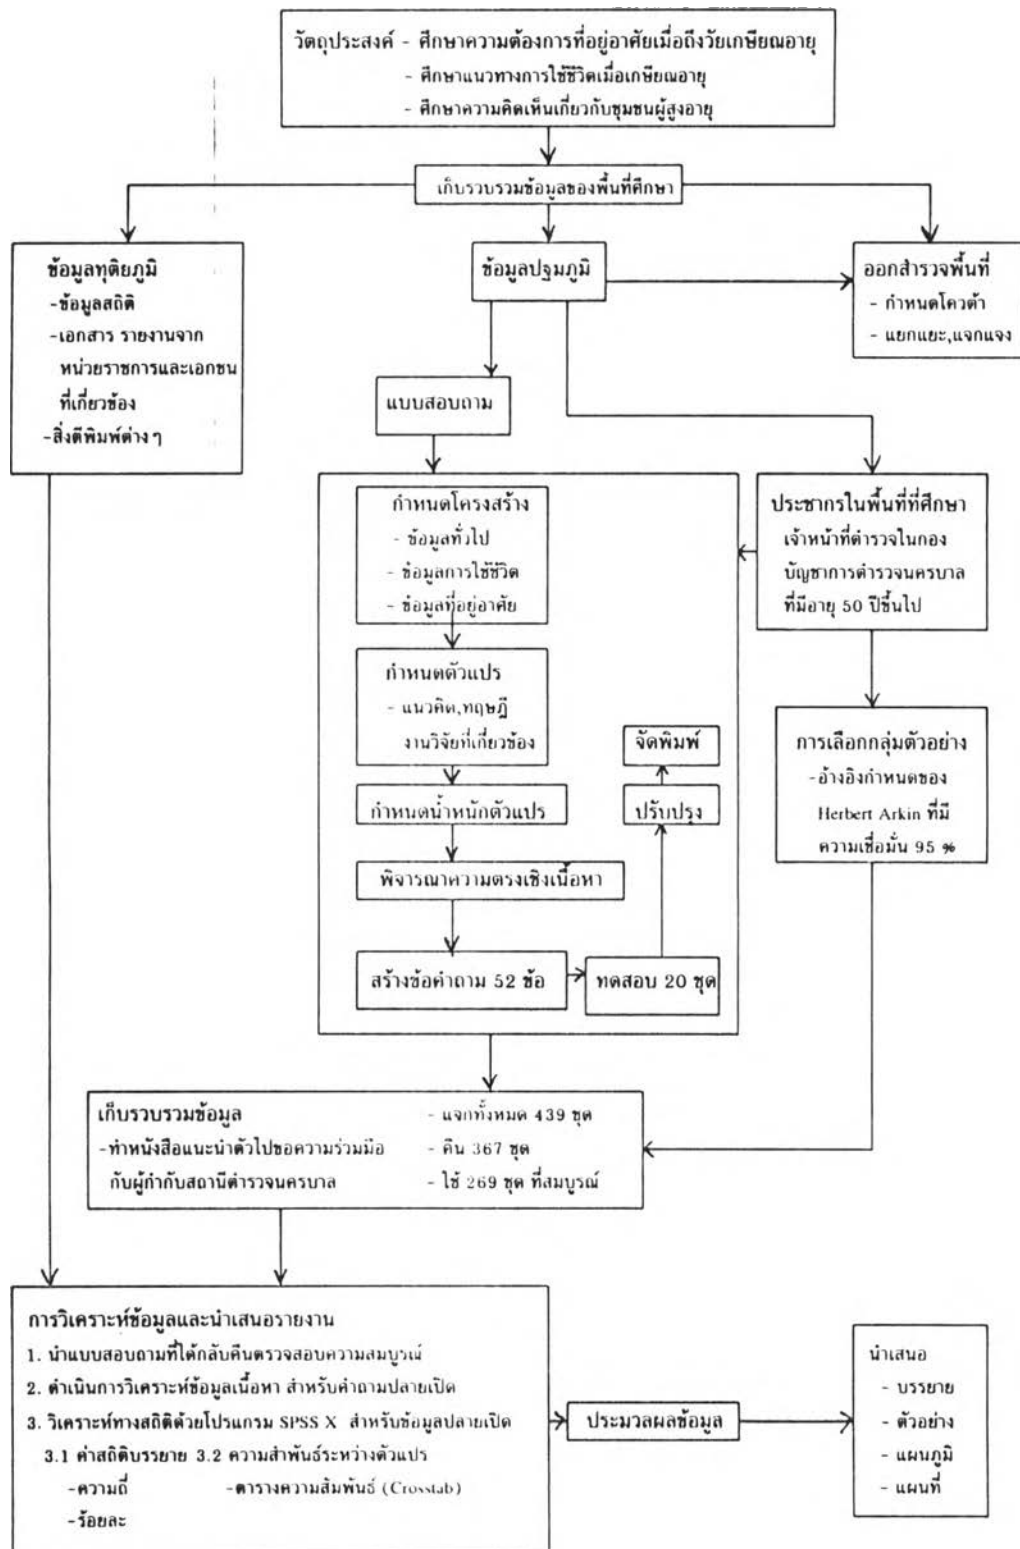 วัตถุประสงค์ - ศึกษาความต้องการที่อยู่อาศัยเมื่อถึงวัยเกษียณอายุ
- ศึกษาแนวทางการใช้ชีวิตเมื่อเกษียณอายุ
- ศึกษาความคิดเห็นเกี่ยวกับชุมชนผู้สูงอายุ
เก็บรวบรวมข้อมูลของพื้นที่ศึกษา
ข้อมูลทุติยภูมิ
-ข้อมูลสถิติ
-เอกสาร รายงานจาก
หน่วยราชการและเอกชน
ที่เกี่ยวข้อง
-สิ่งตีพิมพ์ต่างๆ
ข้อมูลปฐมภูมิ
ออกสำรวจพื้นที่
- กำหนดโควต้า
- แยกแยะ,แจกแจง
แบบสอบถาม
กำหนดโครงสร้าง
- ข้อมูลทั่วไป
- ข้อมูลการใช้ชีวิต
- ข้อมูลที่อยู่อาศัย
กำหนดตัวแปร
- แนวคิด,ทฤษฎี
งานวิจัยที่เกี่ยวข้อง
กำหนดน้ำหนักตัวแปร
พิจารณาความตรงเชิงเนื้อหา
สร้างข้อคำถาม 52 ข้อ
ทดสอบ 20 ชุด
ปรับปรุง
จัดพิมพ์
ประชากรในพื้นที่ที่ศึกษา
เจ้าหน้าที่ตำรวจในกอง
บัญชาการตำรวจนครบาล
ที่มีอายุ 50 ปีขึ้นไป
การเลือกกลุ่มตัวอย่าง
-อ้างอิงกำหนดของ
Herbert Arkin ที่มี
ความเชื่อมั่น 95 %
เก็บรวบรวมข้อมูล
-ทำหนังสือแนะนำตัวไปขอความร่วมมือ
กับผู้กำกับสถานีตำรวจนครบาล
- แจกทั้งหมด 439 ชุด
- คืน 367 ชุด
- ใช้ 269 ชุด ที่สมบูรณ์
การวิเคราะห์ข้อมูลและนำเสนอรายงาน
1. นำแบบสอบถามที่ได้กลับคืนตรวจสอบความสมบูรณ์
2. ดำเนินการวิเคราะห์ข้อมูลเนื้อหา สำหรับคำถามปลายเปิด
3. วิเคราะห์ทางสถิติด้วยโปรแกรม SPSS X สำหรับข้อมูลปลายเปิด
3.1 ค่าสถิติบรรยาย 3.2 ความสัมพันธ์ระหว่างตัวแปร
-ความถี่ -ตารางความสัมพันธ์ (Crosstab)
-ร้อยละ
ประมวลผลข้อมูล
นำเสนอ
- บรรยาย
- ตัวอย่าง
- แผนภูมิ
- แผนที่